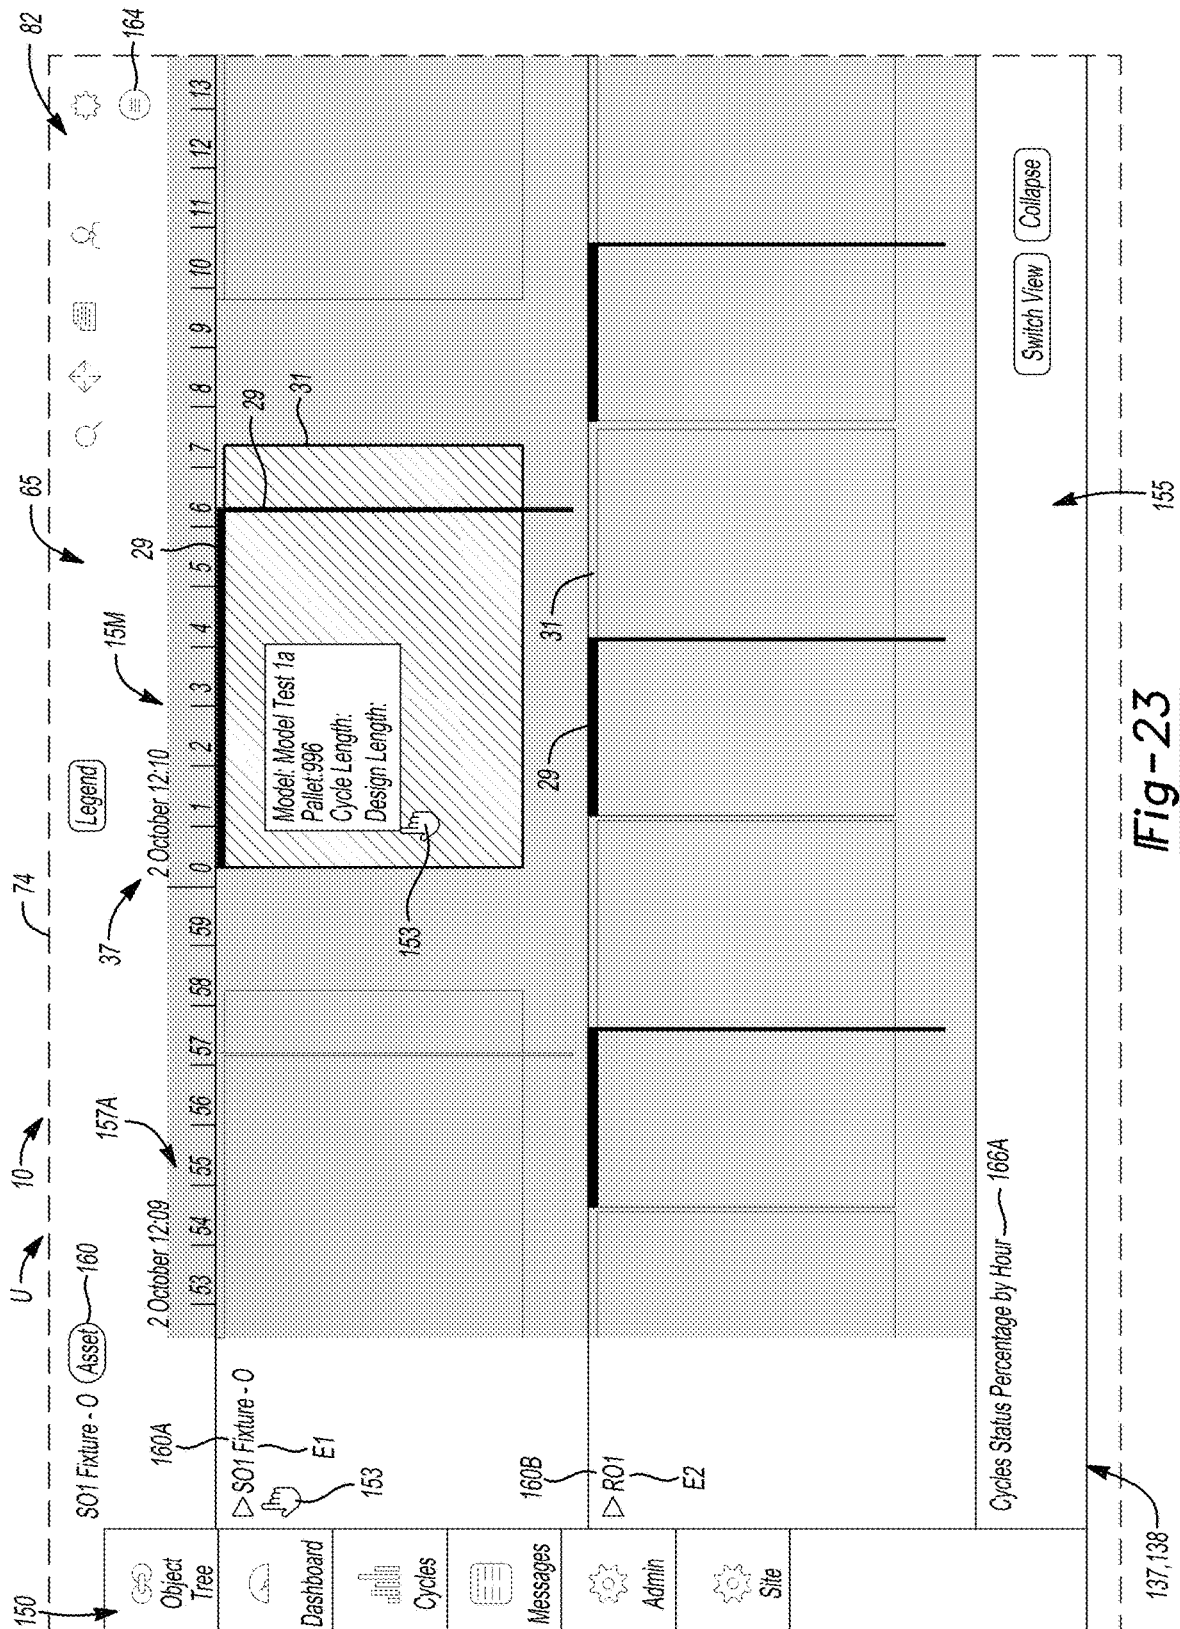 150
U
10
74
65
82
SO1 Fixture - O
Asset
160
Legend
164
Object
Tree
Dashboard
Cycles
Messages
Admin
Site
157A
37
15M
2 October 12:09
2 October 12:10
53 54 55 56 57 58 59 0 1 2 3 4 5 6 7 8 9 10 11 12 13
29
29
31
160A
SO1 Fixture - O
E1
153
Model: Model Test 1a
Pallet:996
Cycle Length:
Design Length:
153
160B
RO1
E2
29
31
Cycles Status Percentage by Hour
166A
Switch View
Collapse
155
137,138
Fig-23